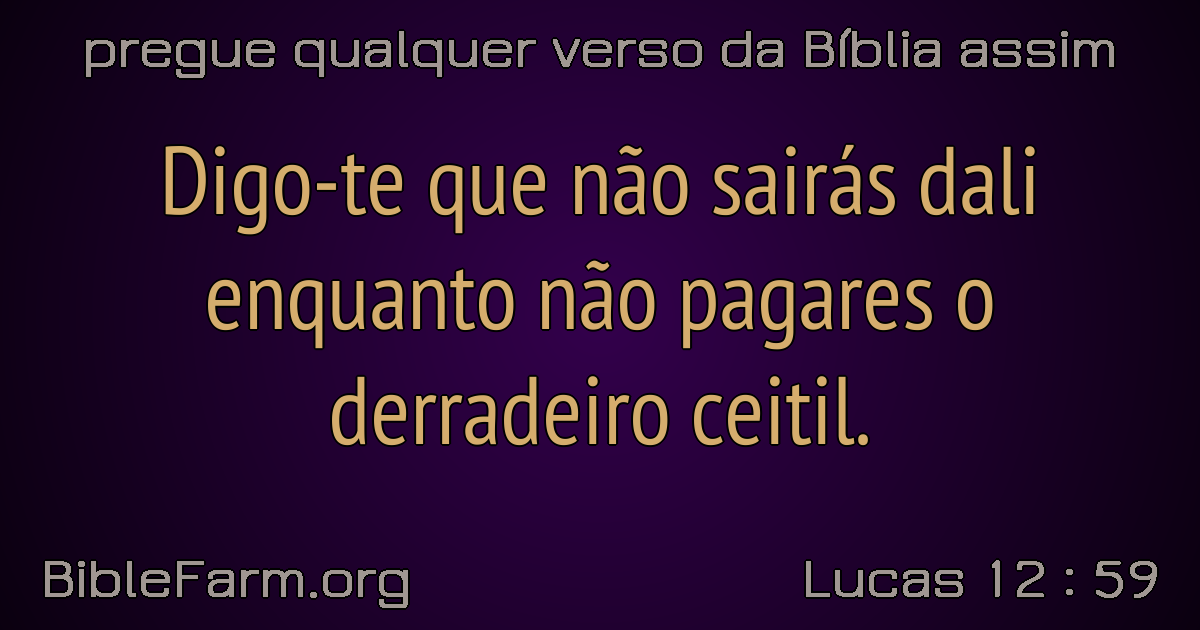 pregue qualquer verso da Bíblia assim
Digo-te que não sairás dali
enquanto não pagares o
derradeiro ceitil.
BibleFarm.org
Lucas 12 : 59